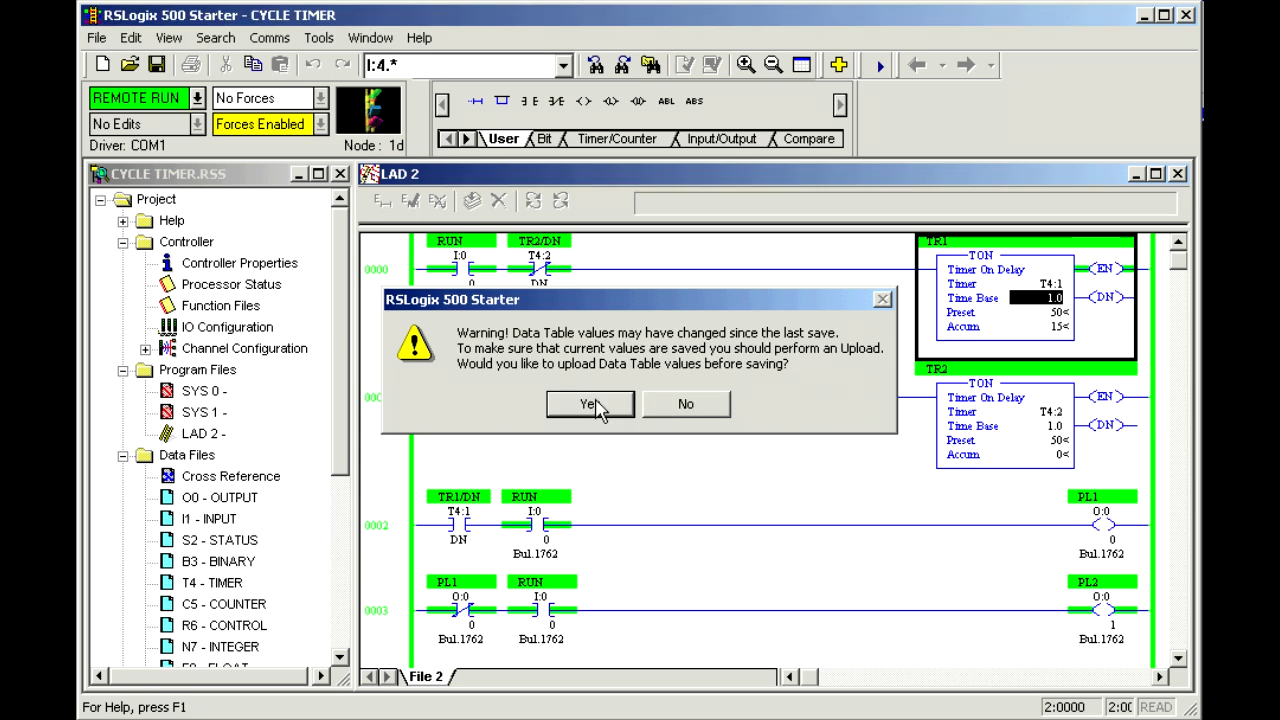 RSLogix 500 Starter - CYCLE TIMER
File Edit View Search Comms Tools Window Help
I:4.*
REMOTE RUN No Forces
No Edits Forces Enabled
Driver: COM1 Node : 1d
ABL ABS
User Bit Timer/Counter Input/Output Compare
CYCLE TIMER.RSS
Project
Help
Controller
Controller Properties
Processor Status
Function Files
IO Configuration
Channel Configuration
Program Files
SYS 0 -
SYS 1 -
LAD 2 -
Data Files
Cross Reference
O0 - OUTPUT
I1 - INPUT
S2 - STATUS
B3 - BINARY
T4 - TIMER
C5 - COUNTER
R6 - CONTROL
N7 - INTEGER
LAD 2
RUN TR2/DN TR1
I:0 T4:2 TON
0000 Timer On Delay EN
0 DN Timer T4:1
Time Base 1.0 DN
Preset 50<
Accum 15<
RSLogix 500 Starter
Warning! Data Table values may have changed since the last save.
To make sure that current values are saved you should perform an Upload.
Would you like to upload Data Table values before saving?
No
TR2
TON
Timer On Delay EN
Timer T4:2
Time Base 1.0 DN
Preset 50<
Accum 0<
TR1/DN RUN PL1
T4:1 I:0 O:0
0002
DN 0 0
Bul.1762 Bul.1762
PL1 RUN PL2
O:0 I:0 O:0
0003
0 0 1
Bul.1762 Bul.1762 Bul.1762
File 2
For Help, press F1 2:0000 READ